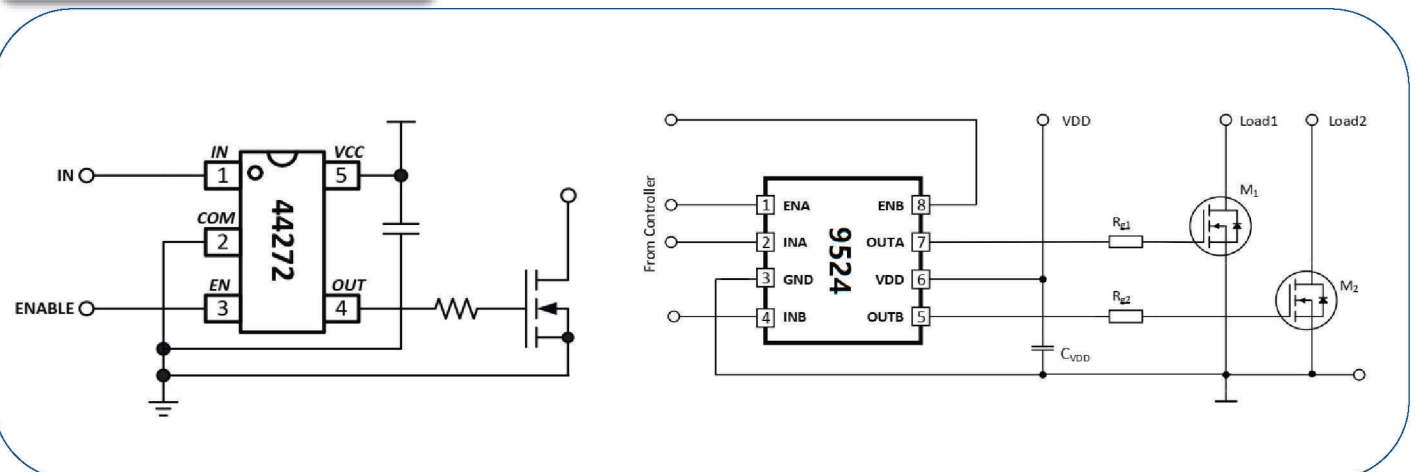 IN
IN
1
VCC
5
COM
2
44272
ENABLE
EN
3
OUT
4
From Controller
VDD
Load1
Load2
M1
M2
1 ENA
ENB 8
2 INA
OUTA 7
3 GND
VDD 6
4 INB
OUTB 5
9524
Rg1
Rg2
CVDD